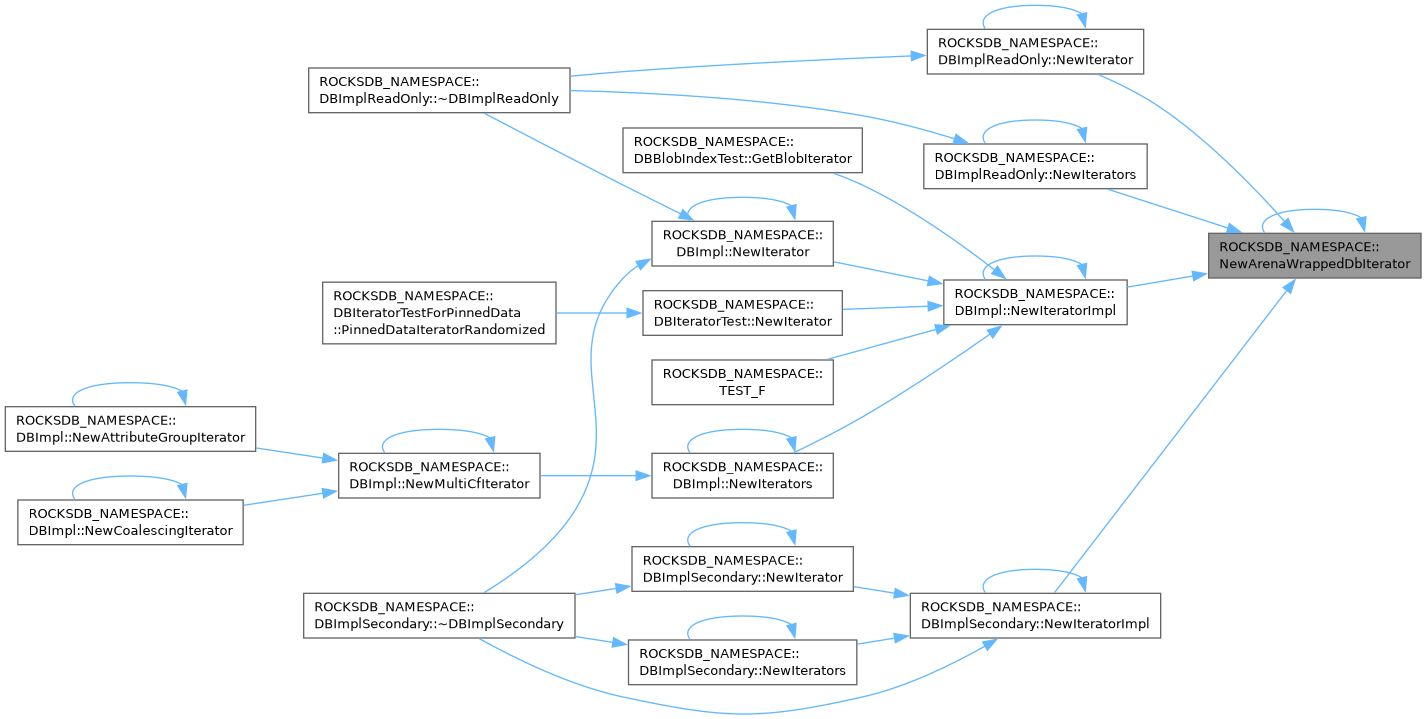 ROCKSDB_NAMESPACE::
DBImplReadOnly::NewIterator
ROCKSDB_NAMESPACE::
DBImplReadOnly::~DBImplReadOnly
ROCKSDB_NAMESPACE::
DBBlobIndexTest::GetBlobIterator
ROCKSDB_NAMESPACE::
DBImplReadOnly::NewIterators
ROCKSDB_NAMESPACE::
DBImpl::NewIterator
ROCKSDB_NAMESPACE::
NewArenaWrappedDbIterator
ROCKSDB_NAMESPACE::
DBIteratorTestForPinnedData
::PinnedDataIteratorRandomized
ROCKSDB_NAMESPACE::
DBIteratorTest::NewIterator
ROCKSDB_NAMESPACE::
DBImpl::NewIteratorImpl
ROCKSDB_NAMESPACE::
TEST_F
ROCKSDB_NAMESPACE::
DBImpl::NewAttributeGroupIterator
ROCKSDB_NAMESPACE::
DBImpl::NewMultiCfIterator
ROCKSDB_NAMESPACE::
DBImpl::NewIterators
ROCKSDB_NAMESPACE::
DBImpl::NewCoalescingIterator
ROCKSDB_NAMESPACE::
DBImplSecondary::NewIterator
ROCKSDB_NAMESPACE::
DBImplSecondary::~DBImplSecondary
ROCKSDB_NAMESPACE::
DBImplSecondary::NewIteratorImpl
ROCKSDB_NAMESPACE::
DBImplSecondary::NewIterators